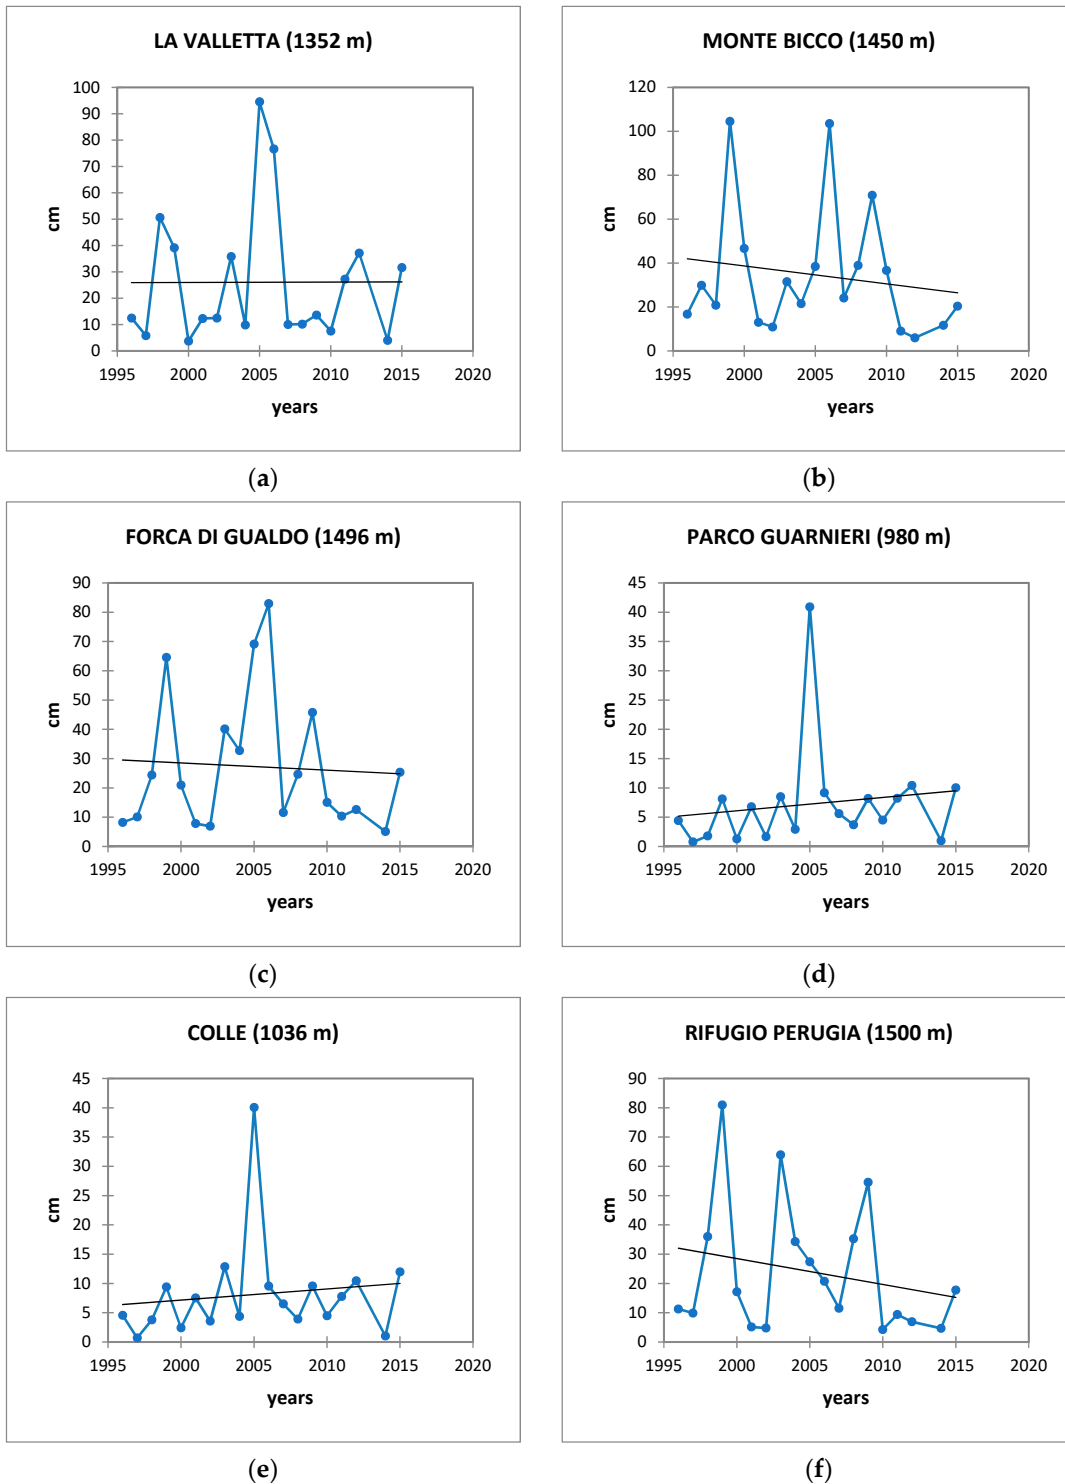 LA VALLETTA (1352 m)
100
90
80
70
60
50
40
30
20
10
0
cm
1995 2000 2005 2010 2015 2020
years
(a)
MONTE BICCO (1450 m)
120
100
80
60
40
20
0
cm
1995 2000 2005 2010 2015 2020
years
(b)
FORCA DI GUALDO (1496 m)
90
80
70
60
50
40
30
20
10
0
cm
1995 2000 2005 2010 2015 2020
years
(c)
PARCO GUARNIERI (980 m)
45
40
35
30
25
20
15
10
5
0
cm
1995 2000 2005 2010 2015 2020
years
(d)
COLLE (1036 m)
45
40
35
30
25
20
15
10
5
0
cm
1995 2000 2005 2010 2015 2020
years
(e)
RIFUGIO PERUGIA (1500 m)
90
80
70
60
50
40
30
20
10
0
cm
1995 2000 2005 2010 2015 2020
years
(f)